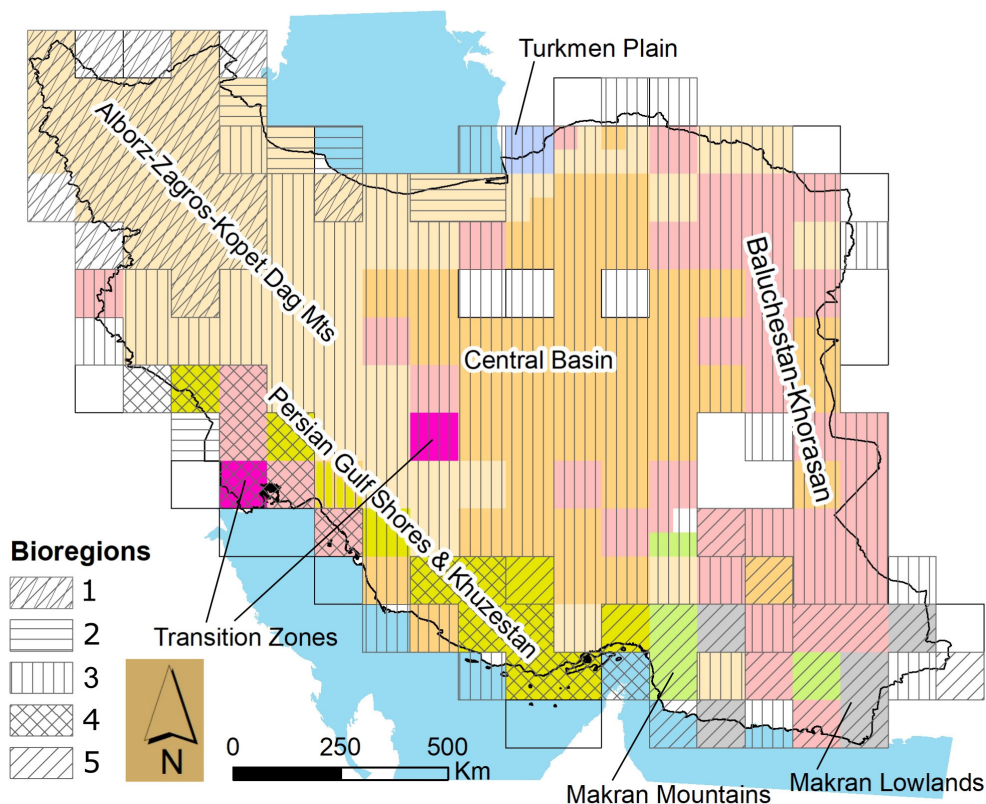 Turkmen Plain
Alborz-Zagros-Kopet Dag Mts
Baluchestan-Khorasan
Central Basin
Persian Gulf Shores & Khuzestan
Bioregions
1
2
3
4
5
Transition Zones
N
0 250 500
Km
Makran Lowlands
Makran Mountains